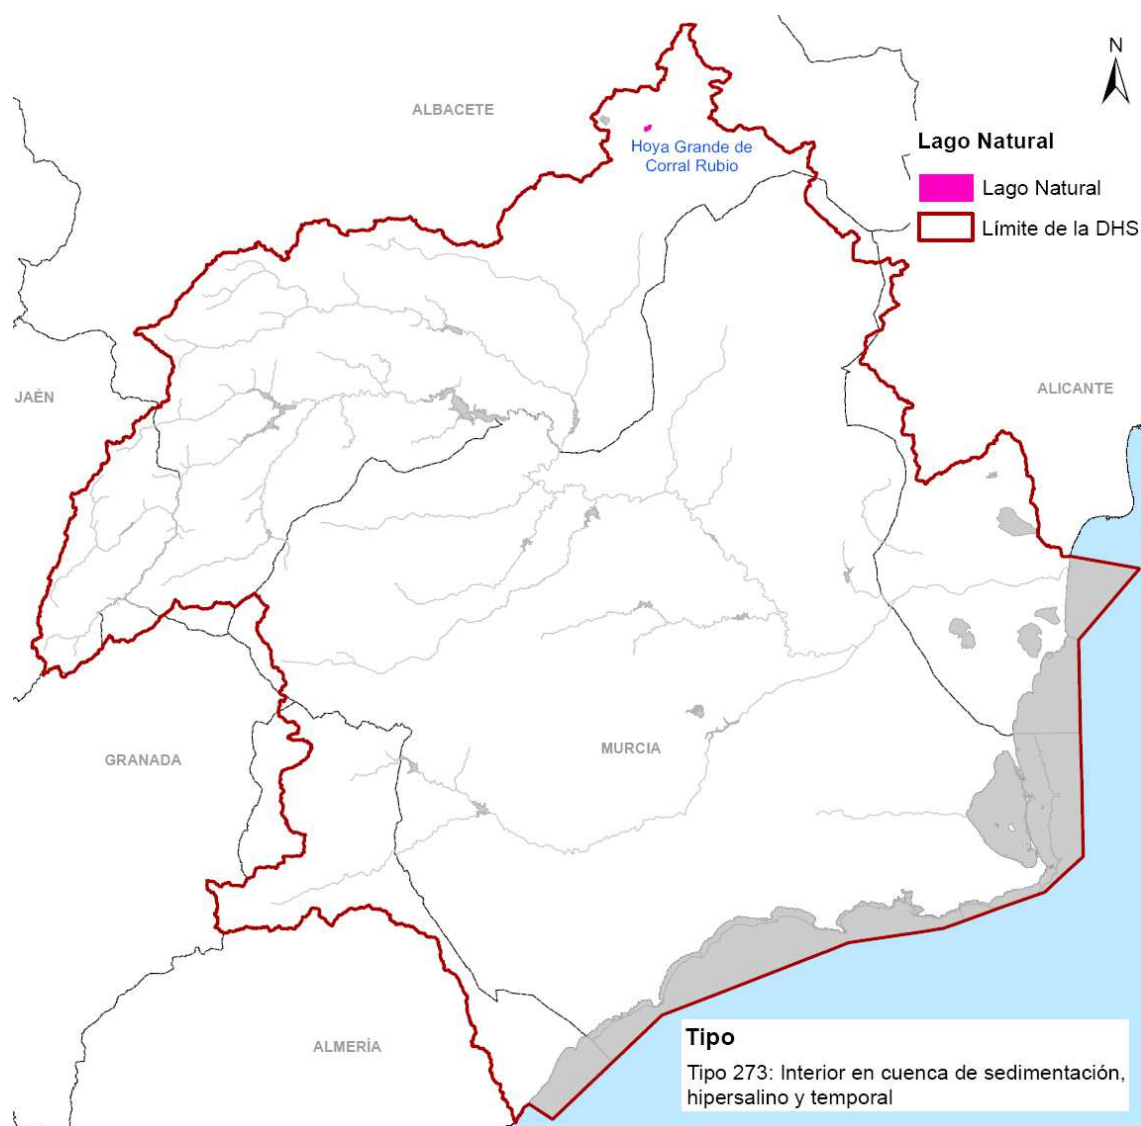 N
ALBACETE
Hoya Grande de
Corral Rubio
Lago Natural
Lago Natural
Límite de la DHS
JAÉN
ALICANTE
GRANADA
MURCIA
ALMERÍA
Tipo
Tipo 273: Interior en cuenca de sedimentación,
hipersalino y temporal